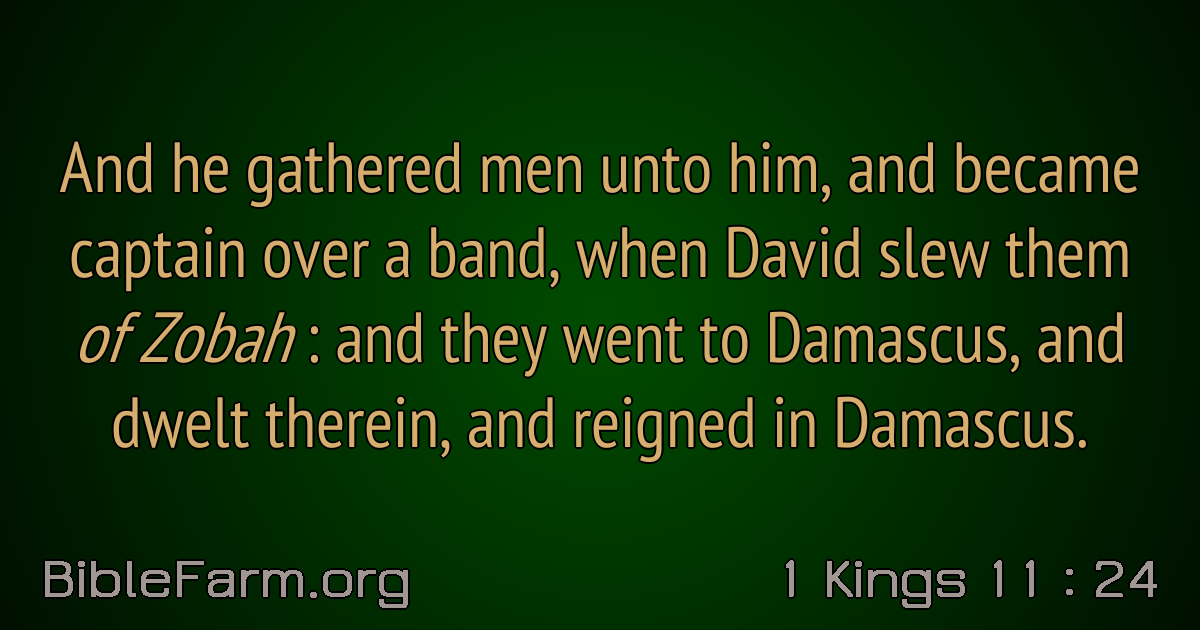 And he gathered men unto him, and became
captain over a band, when David slew them
of Zobah : and they went to Damascus, and
dwelt therein, and reigned in Damascus.
BibleFarm.org
1 Kings 11 : 24